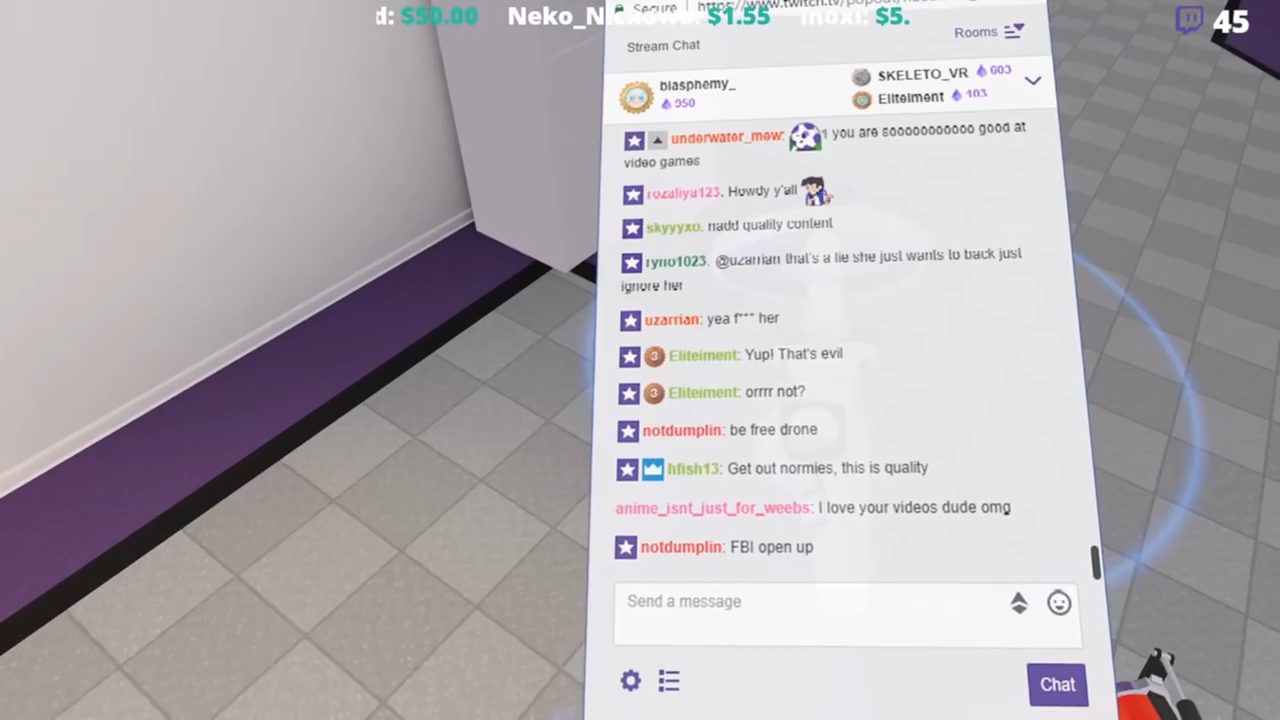 d: $50.00 $1.55 $5. 45
Secure
Stream Chat
Rooms
blasphemy_
950
SKELETO_VR 603
Eliteiment 103
underwater_mew: 1 you are sooooooooooo good at
video games
rozaliya123: Howdy y'all
skyyyxo: nadd quality content
ryno1023: @uzarrian that's a lie she just wants to back just
ignore her
uzarrian: yea f*** her
3 Eliteiment: Yup! That's evil
3 Eliteiment: orrrr not?
notdumplin: be free drone
hfish13: Get out normies, this is quality
anime_isnt_just_for_weebs: I love your videos dude omg
notdumplin: FBI open up
Send a message
Chat